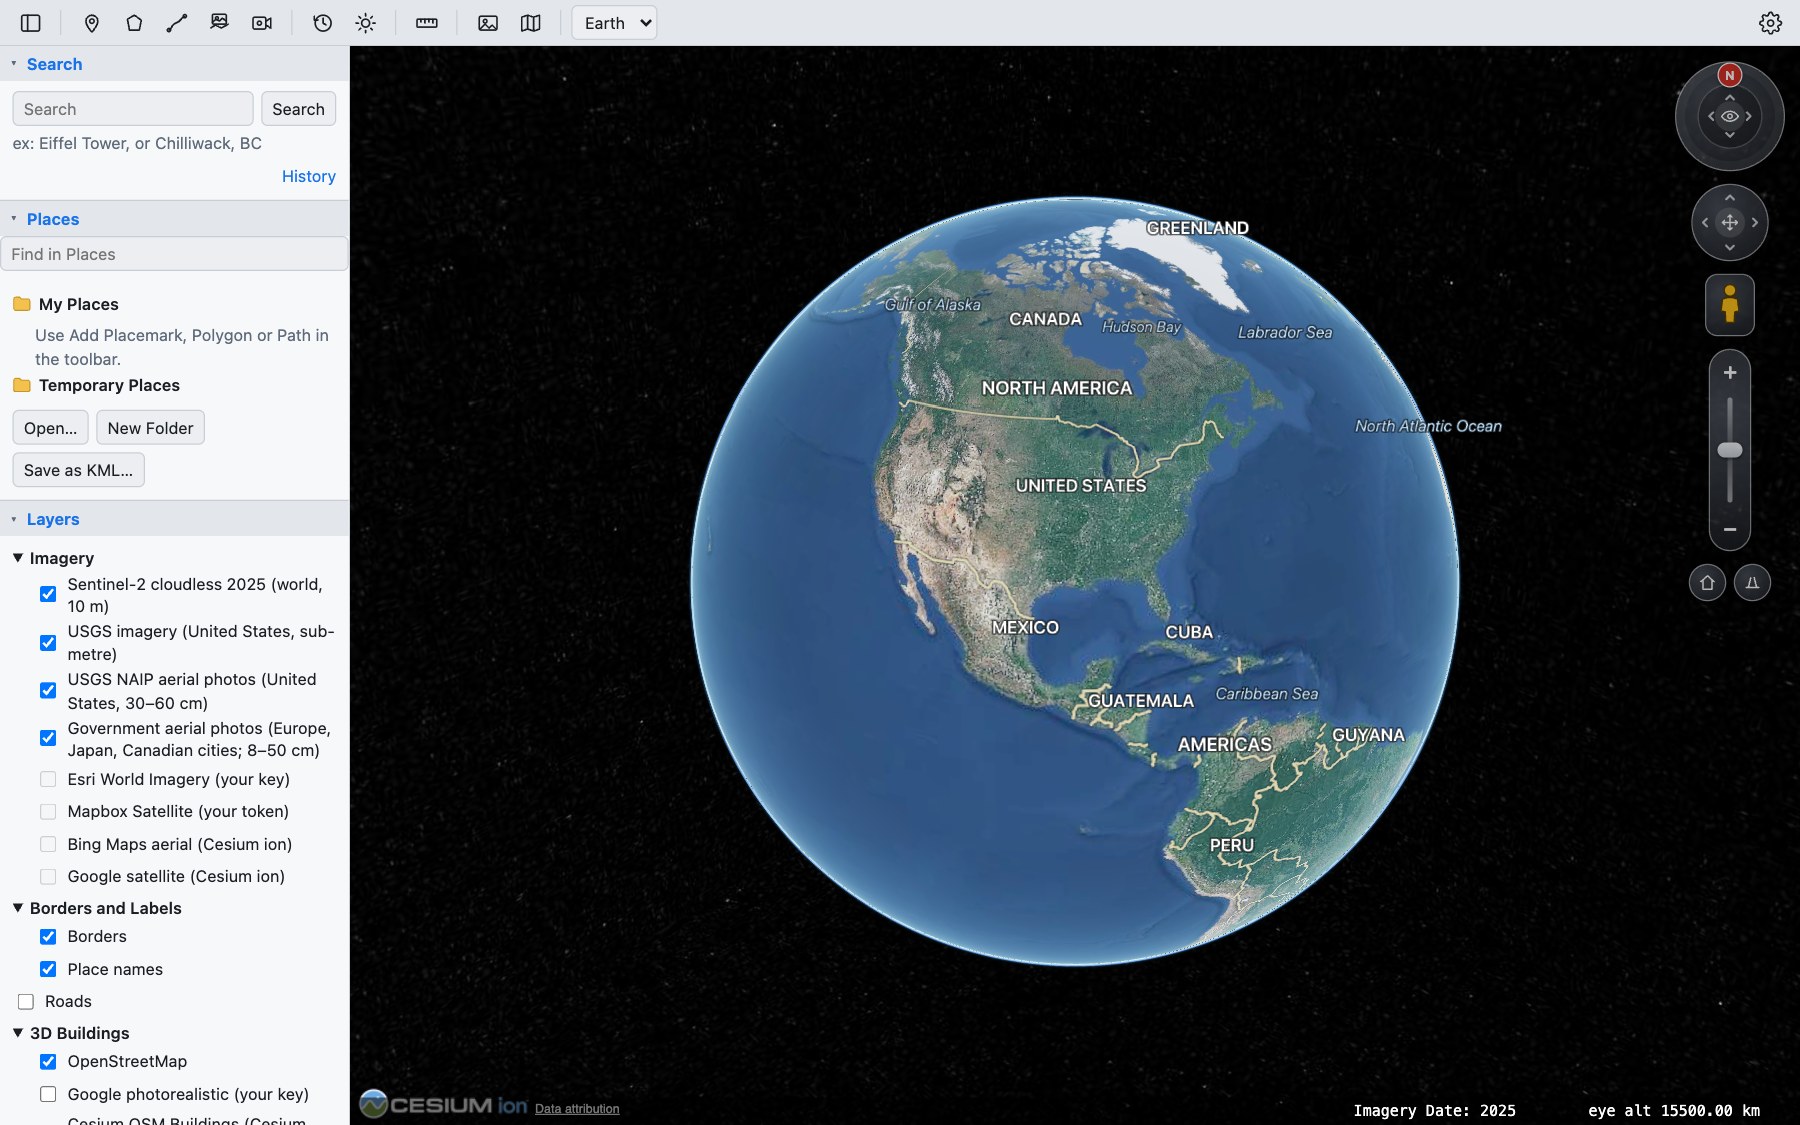 Earth
Search
Search
Search
ex: Eiffel Tower, or Chilliwack, BC
History
Places
Find in Places
My Places
Use Add Placemark, Polygon or Path in
the toolbar.
Temporary Places
Open...
New Folder
Save as KML...
Layers
Imagery
Sentinel-2 cloudless 2025 (world,
10 m)
USGS imagery (United States, sub-
metre)
USGS NAIP aerial photos (United
States, 30–60 cm)
Government aerial photos (Europe,
Japan, Canadian cities; 8–50 cm)
Esri World Imagery (your key)
Mapbox Satellite (your token)
Bing Maps aerial (Cesium ion)
Google satellite (Cesium ion)
Borders and Labels
Borders
Place names
Roads
3D Buildings
OpenStreetMap
Google photorealistic (your key)
Cesium OSM Buildings (Cesium
N
GREENLAND
Gulf of Alaska
CANADA
Hudson Bay
Labrador Sea
NORTH AMERICA
North Atlantic Ocean
UNITED STATES
MEXICO
CUBA
GUATEMALA
Caribbean Sea
AMERICAS
GUYANA
PERU
CESIUM ion
Data attribution
Imagery Date: 2025
eye alt 15500.00 km